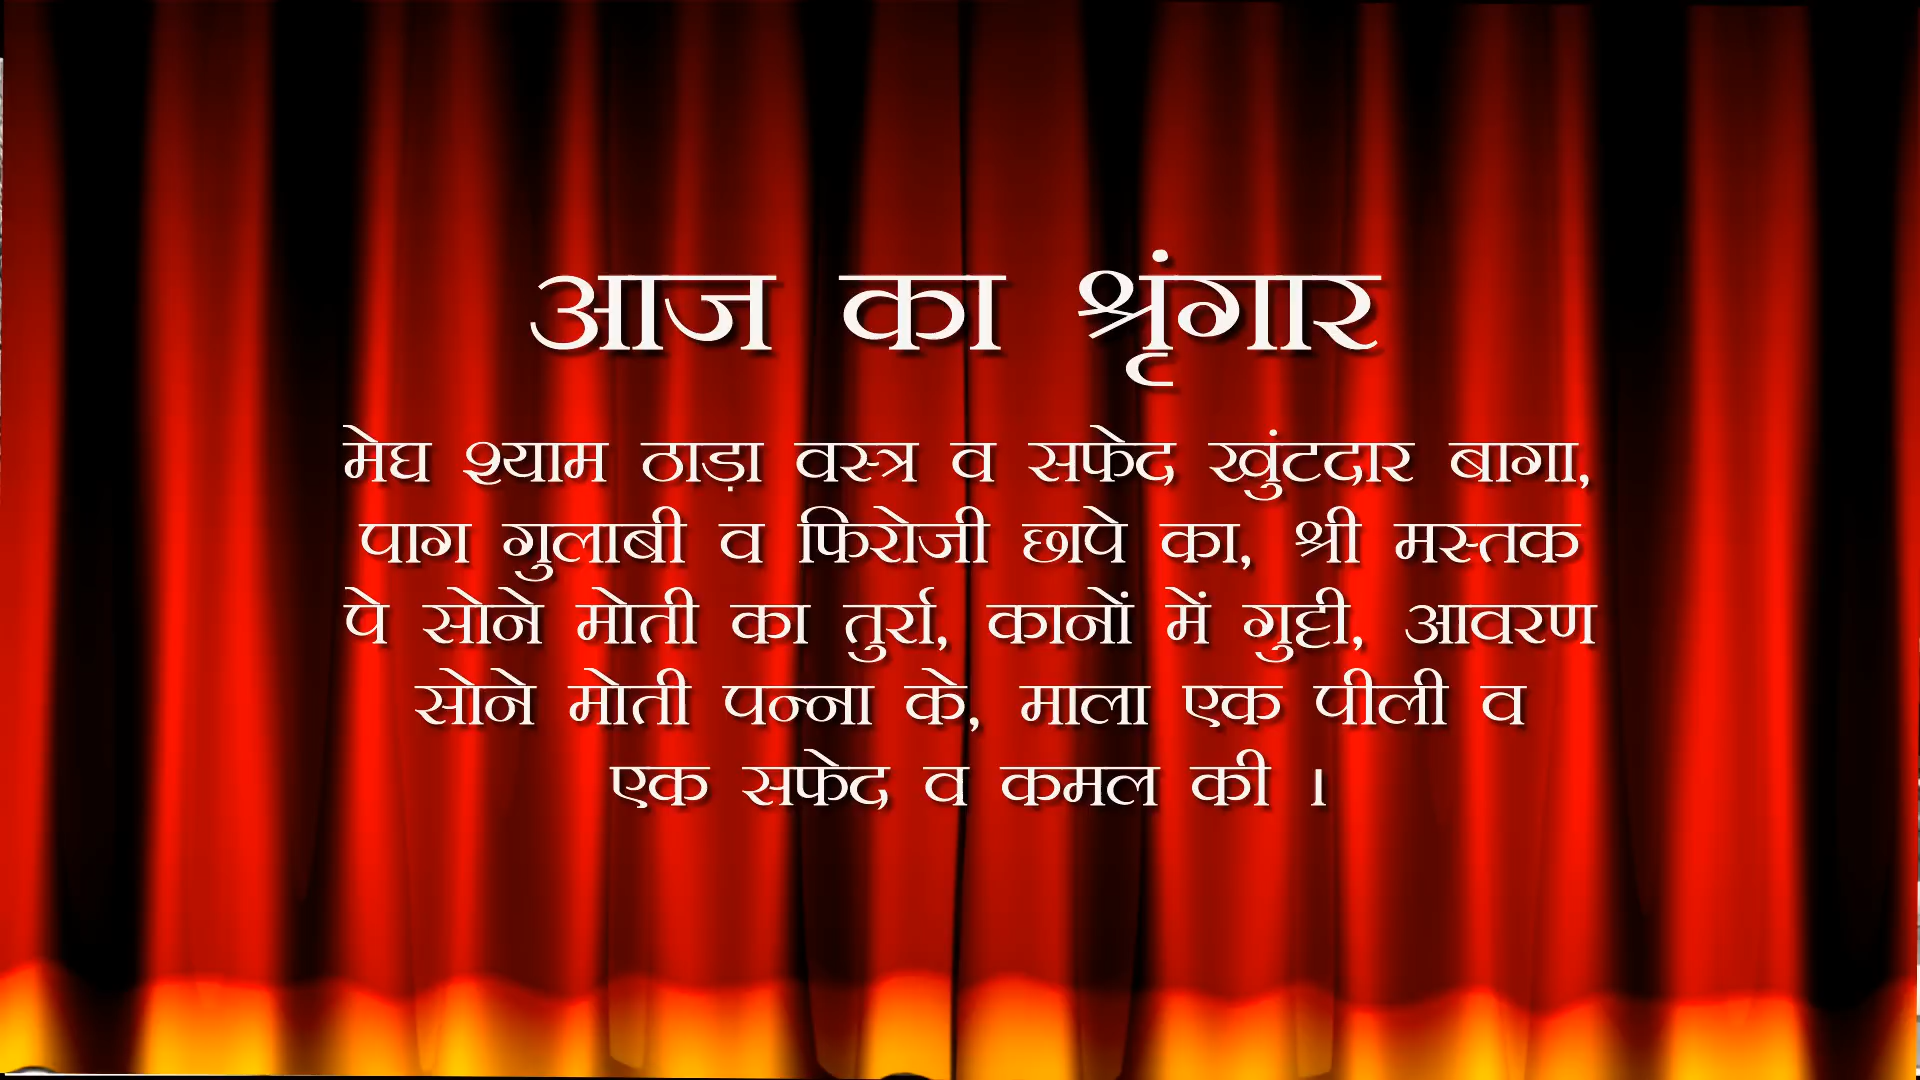 आज का श्रृंगार
मेघ श्याम ठाड़ा वस्त्र व सफेद खुंटदार बागा,
पाग गुलाबी व फिरोजी छापे का, श्री मस्तक
पे सोने मोती का तुर्रा, कानों में गुट्टी, आवरण
सोने मोती पन्ना के, माला एक पीली व
एक सफेद व कमल की ।